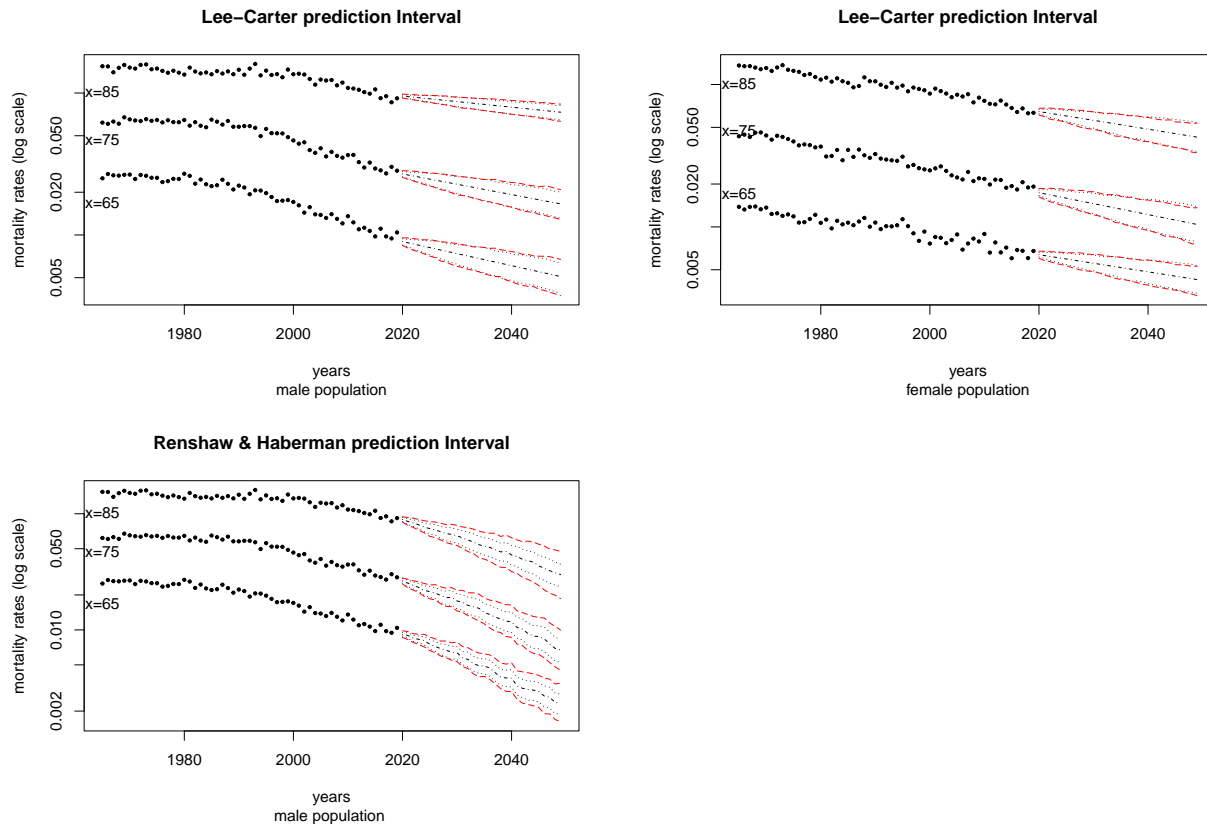 Lee−Carter prediction Interval
mortality rates (log scale)
0.050
0.020
0.005
x=85
x=75
x=65
1980 2000 2020 2040
years
male population
Lee−Carter prediction Interval
mortality rates (log scale)
0.050
0.020
0.005
x=85
x=75
x=65
1980 2000 2020 2040
years
female population
Renshaw & Haberman prediction Interval
mortality rates (log scale)
0.050
0.010
0.002
x=85
x=75
x=65
1980 2000 2020 2040
years
male population